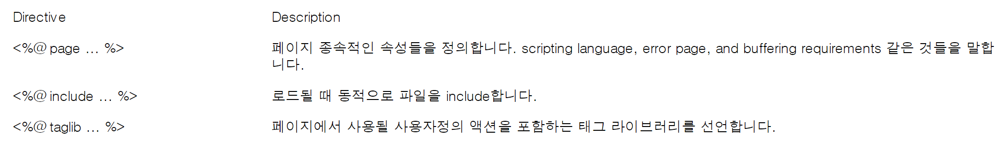 Directive Description
<%@ page ... %> 페이지 종속적인 속성들을 정의합니다. scripting language, error page, and buffering requirements 같은 것들을 말합
니다.
<%@ include ... %> 로드될 때 동적으로 파일을 include합니다.
<%@ taglib ... %> 페이지에서 사용될 사용자정의 액션을 포함하는 태그 라이브러리를 선언합니다.